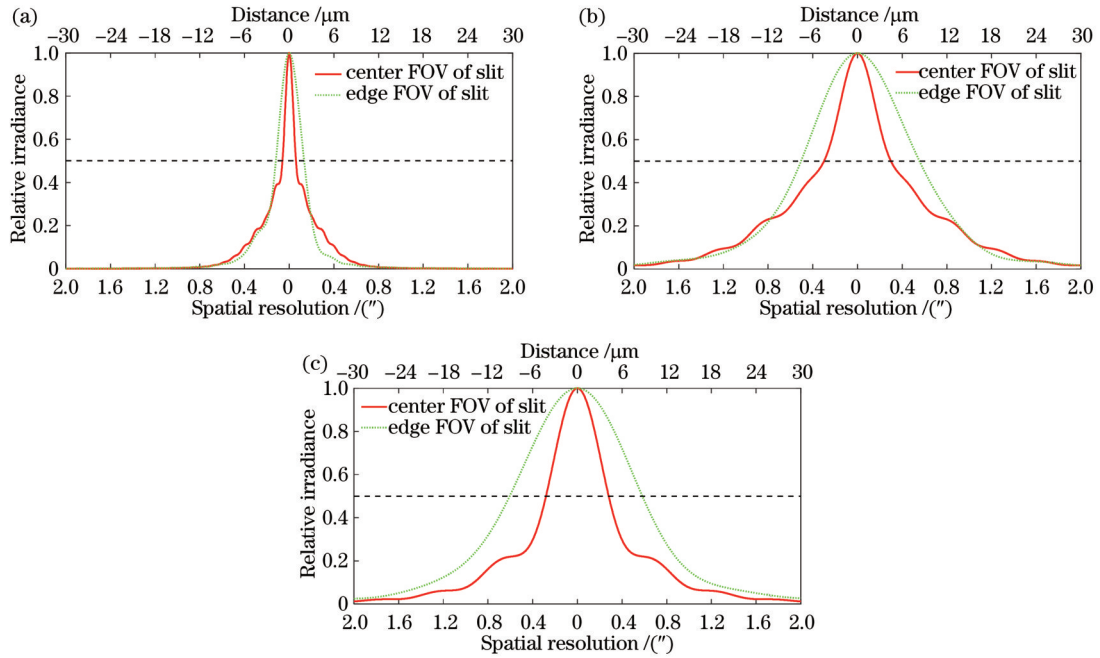 (a)
Distance /μm
−30 −24 −18 −12 −6 0 6 12 18 24 30
1.0
center FOV of slit
edge FOV of slit
0.8
0.6
0.4
0.2
0
Relative irradiance
2.0 1.6 1.2 0.8 0.4 0 0.4 0.8 1.2 1.6 2.0
Spatial resolution /(″)
(b)
Distance /μm
−30 −24 −18 −12 −6 0 6 12 18 24 30
1.0
center FOV of slit
edge FOV of slit
0.8
0.6
0.4
0.2
0
Relative irradiance
2.0 1.6 1.2 0.8 0.4 0 0.4 0.8 1.2 1.6 2.0
Spatial resolution /(″)
(c)
Distance /μm
−30 −24 −18 −12 −6 0 6 12 18 24 30
1.0
center FOV of slit
edge FOV of slit
0.8
0.6
0.4
0.2
0
Relative irradiance
2.0 1.6 1.2 0.8 0.4 0 0.4 0.8 1.2 1.6 2.0
Spatial resolution /(″)